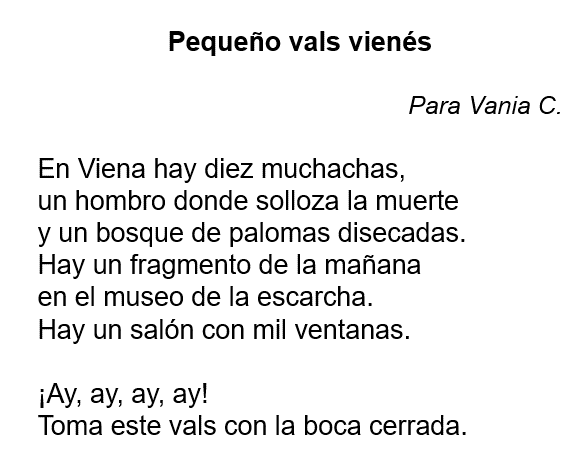 Pequeño vals vienés
Para Vania C.
En Viena hay diez muchachas,
un hombro donde solloza la muerte
y un bosque de palomas disecadas.
Hay un fragmento de la mañana
en el museo de la escarcha.
Hay un salón con mil ventanas.
¡Ay, ay, ay, ay!
Toma este vals con la boca cerrada.